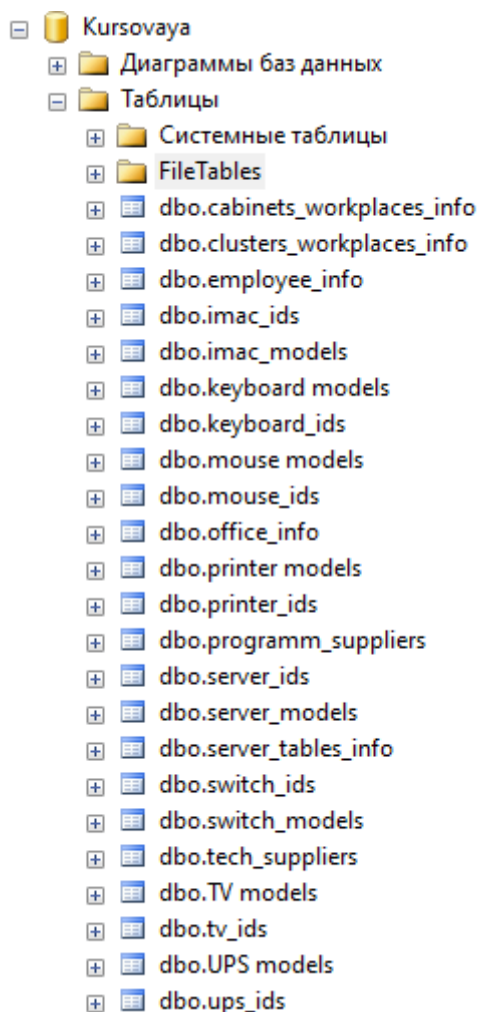 Kursovaya
Диаграммы баз данных
Таблицы
Системные таблицы
FileTables
dbo.cabinets_workplaces_info
dbo.clusters_workplaces_info
dbo.employee_info
dbo.imac_ids
dbo.imac_models
dbo.keyboard models
dbo.keyboard_ids
dbo.mouse models
dbo.mouse_ids
dbo.office_info
dbo.printer models
dbo.printer_ids
dbo.programm_suppliers
dbo.server_ids
dbo.server_models
dbo.server_tables_info
dbo.switch_ids
dbo.switch_models
dbo.tech_suppliers
dbo.TV models
dbo.tv_ids
dbo.UPS models
dbo.ups_ids